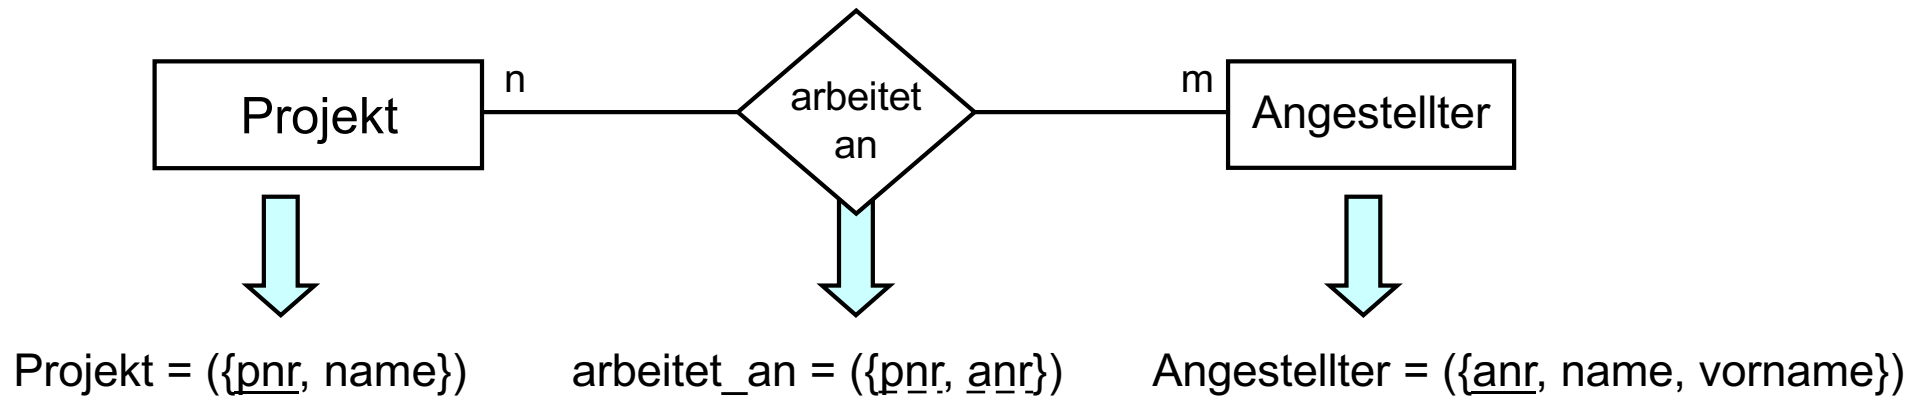 Projekt
n
arbeitet
an
m
Angestellter
Projekt = ({pnr, name})
arbeitet_an = ({pnr, anr})
Angestellter = ({anr, name, vorname})